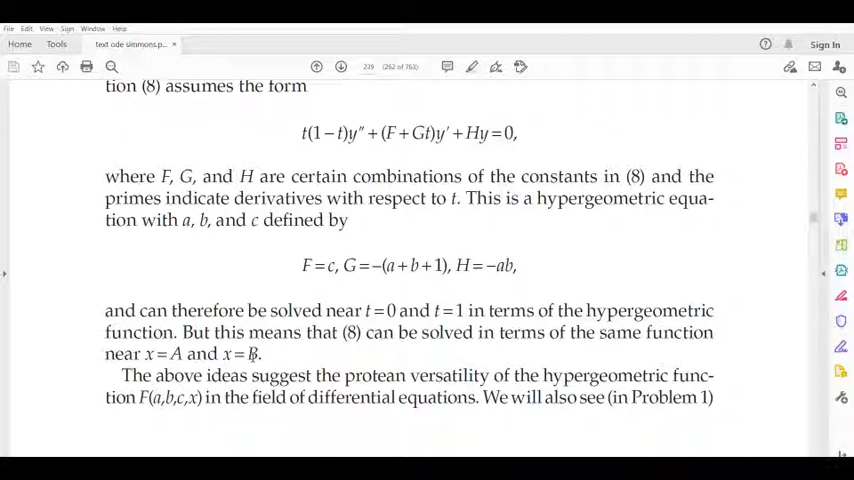 File Edit View Sign Window Help
Home Tools text ode simmons.p... × Sign In
239 (262 of 763)
tion (8) assumes the form
t(1 − t)y″ + (F + Gt)y′ + Hy = 0,
where F, G, and H are certain combinations of the constants in (8) and the
primes indicate derivatives with respect to t. This is a hypergeometric equa-
tion with a, b, and c defined by
F = c, G = −(a + b + 1), H = −ab,
and can therefore be solved near t = 0 and t = 1 in terms of the hypergeometric
function. But this means that (8) can be solved in terms of the same function
near x = A and x = B.
The above ideas suggest the protean versatility of the hypergeometric func-
tion F(a,b,c,x) in the field of differential equations. We will also see (in Problem 1)